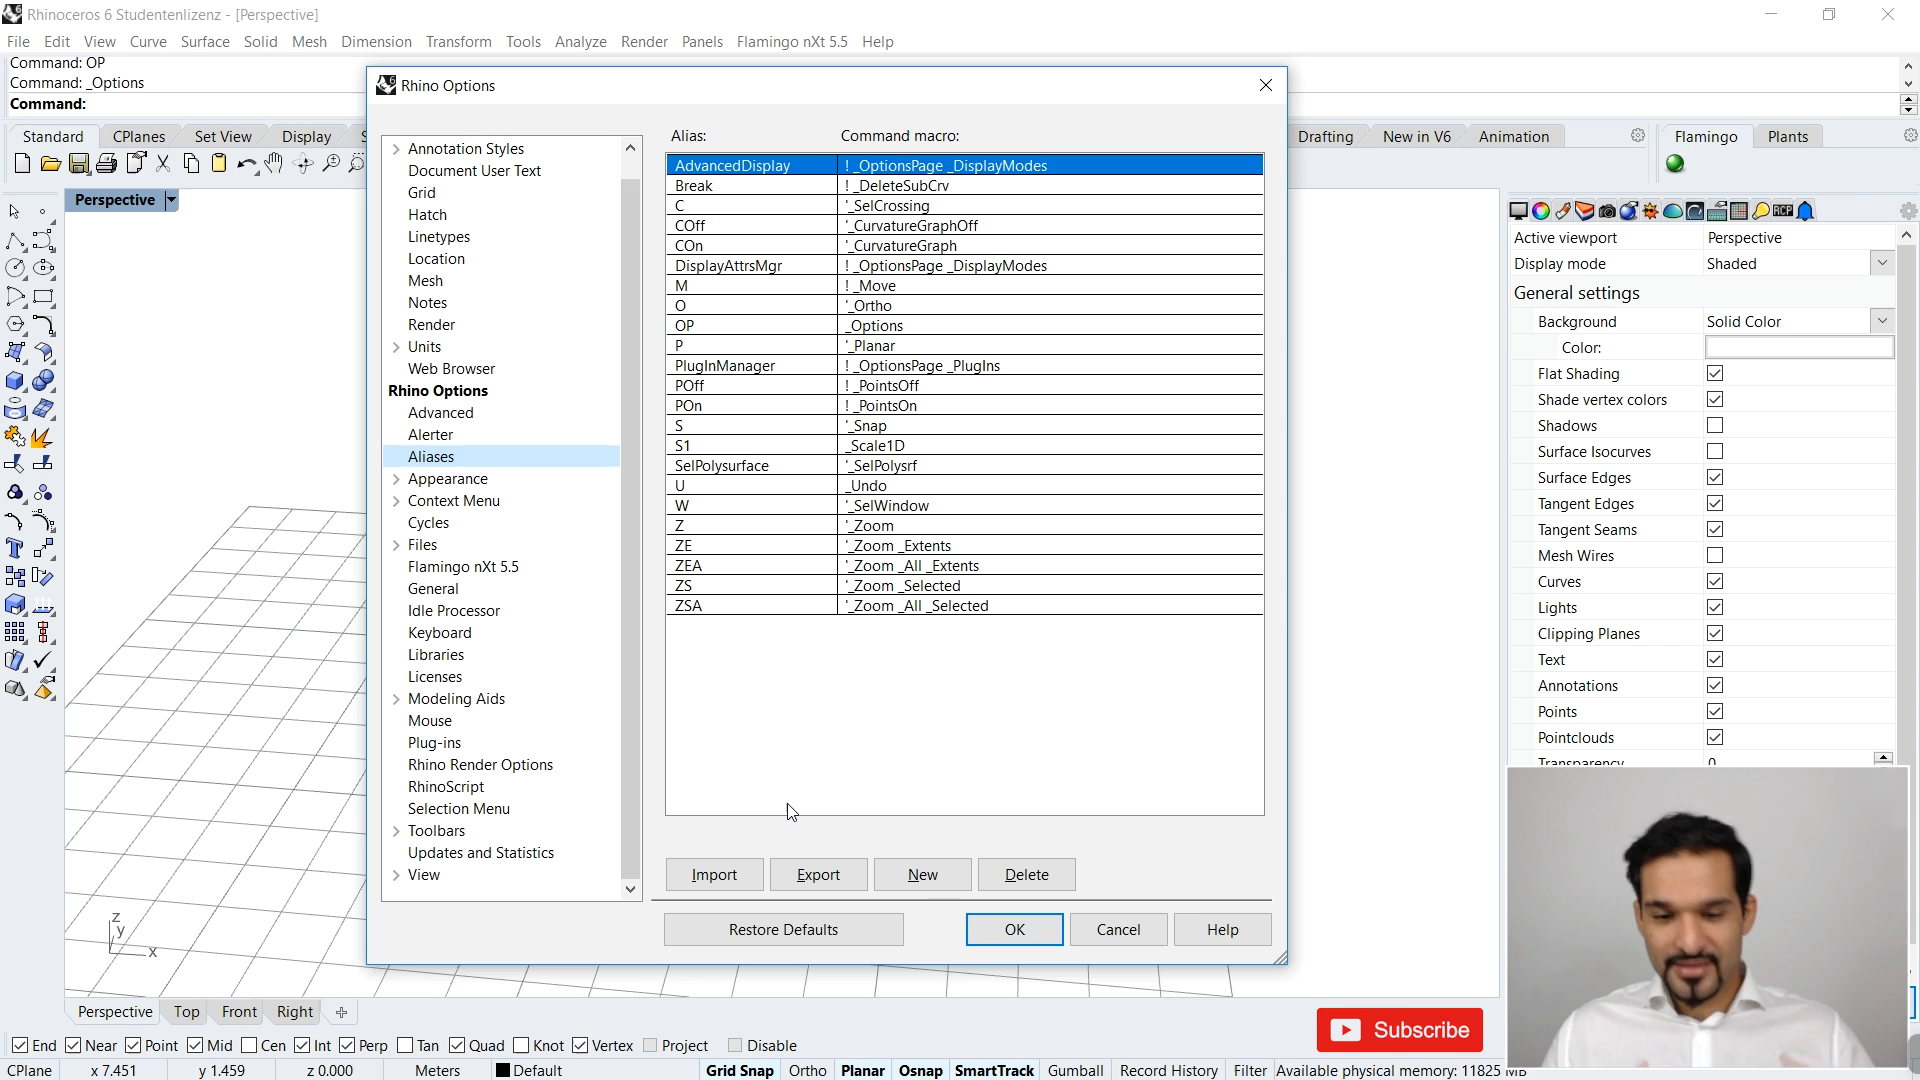 Rhinoceros 6 Studentenlizenz - [Perspective]
File Edit View Curve Surface Solid Mesh Dimension Transform Tools Analyze Render Panels Flamingo nXt 5.5 Help
Command: OP
Command: _Options
Command:
Standard CPlanes Set View Display
Drafting New in V6 Animation
Flamingo Plants
Perspective
Rhino Options
Annotation Styles
Document User Text
Grid
Hatch
Linetypes
Location
Mesh
Notes
Render
Units
Web Browser
Rhino Options
Advanced
Alerter
Aliases
Appearance
Context Menu
Cycles
Files
Flamingo nXt 5.5
General
Idle Processor
Keyboard
Libraries
Licenses
Modeling Aids
Mouse
Plug-ins
Rhino Render Options
RhinoScript
Selection Menu
Toolbars
Updates and Statistics
View
Alias: Command macro:
AdvancedDisplay !_OptionsPage _DisplayModes
Break !_DeleteSubCrv
C '_SelCrossing
COff '_CurvatureGraphOff
COn '_CurvatureGraph
DisplayAttrsMgr !_OptionsPage _DisplayModes
M !_Move
O '_Ortho
OP _Options
P '_Planar
PlugInManager !_OptionsPage _PlugIns
POff !_PointsOff
POn !_PointsOn
S '_Snap
S1 _Scale1D
SelPolysurface '_SelPolysrf
U _Undo
W '_SelWindow
Z '_Zoom
ZE '_Zoom _Extents
ZEA '_Zoom _All _Extents
ZS '_Zoom _Selected
ZSA '_Zoom _All _Selected
Import Export New Delete
Restore Defaults OK Cancel Help
RCP
Active viewport Perspective
Display mode Shaded
General settings
Background Solid Color
Color:
Flat Shading
Shade vertex colors
Shadows
Surface Isocurves
Surface Edges
Tangent Edges
Tangent Seams
Mesh Wires
Curves
Lights
Clipping Planes
Text
Annotations
Points
Pointclouds
Transparency 0
z
y
x
Perspective Top Front Right
Subscribe
End Near Point Mid Cen Int Perp Tan Quad Knot Vertex Project Disable
CPlane x 7.451 y 1.459 z 0.000 Meters Default Grid Snap Ortho Planar Osnap SmartTrack Gumball Record History Filter Available physical memory: 11825 MB